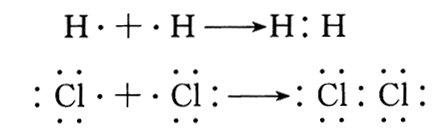 H· + ·H ⟶ H:H
:C̤̈l· + ·C̤̈l: ⟶ :C̤̈l:C̤̈l: